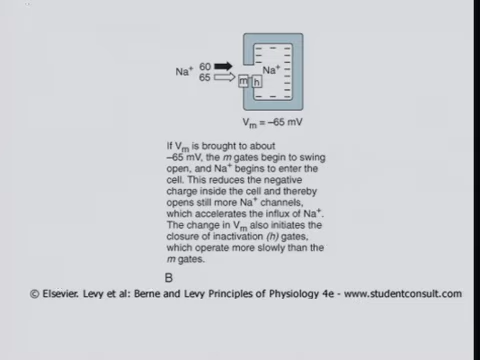 60
Na+ 65
Na+
m h
Vm = –65 mV
If Vm is brought to about
–65 mV, the m gates begin to swing
open, and Na+ begins to enter the
cell. This reduces the negative
charge inside the cell and thereby
opens still more Na+ channels,
which accelerates the influx of Na+.
The change in Vm also initiates the
closure of inactivation (h) gates,
which operate more slowly than the
m gates.
B
© Elsevier. Levy et al: Berne and Levy Principles of Physiology 4e - www.studentconsult.com